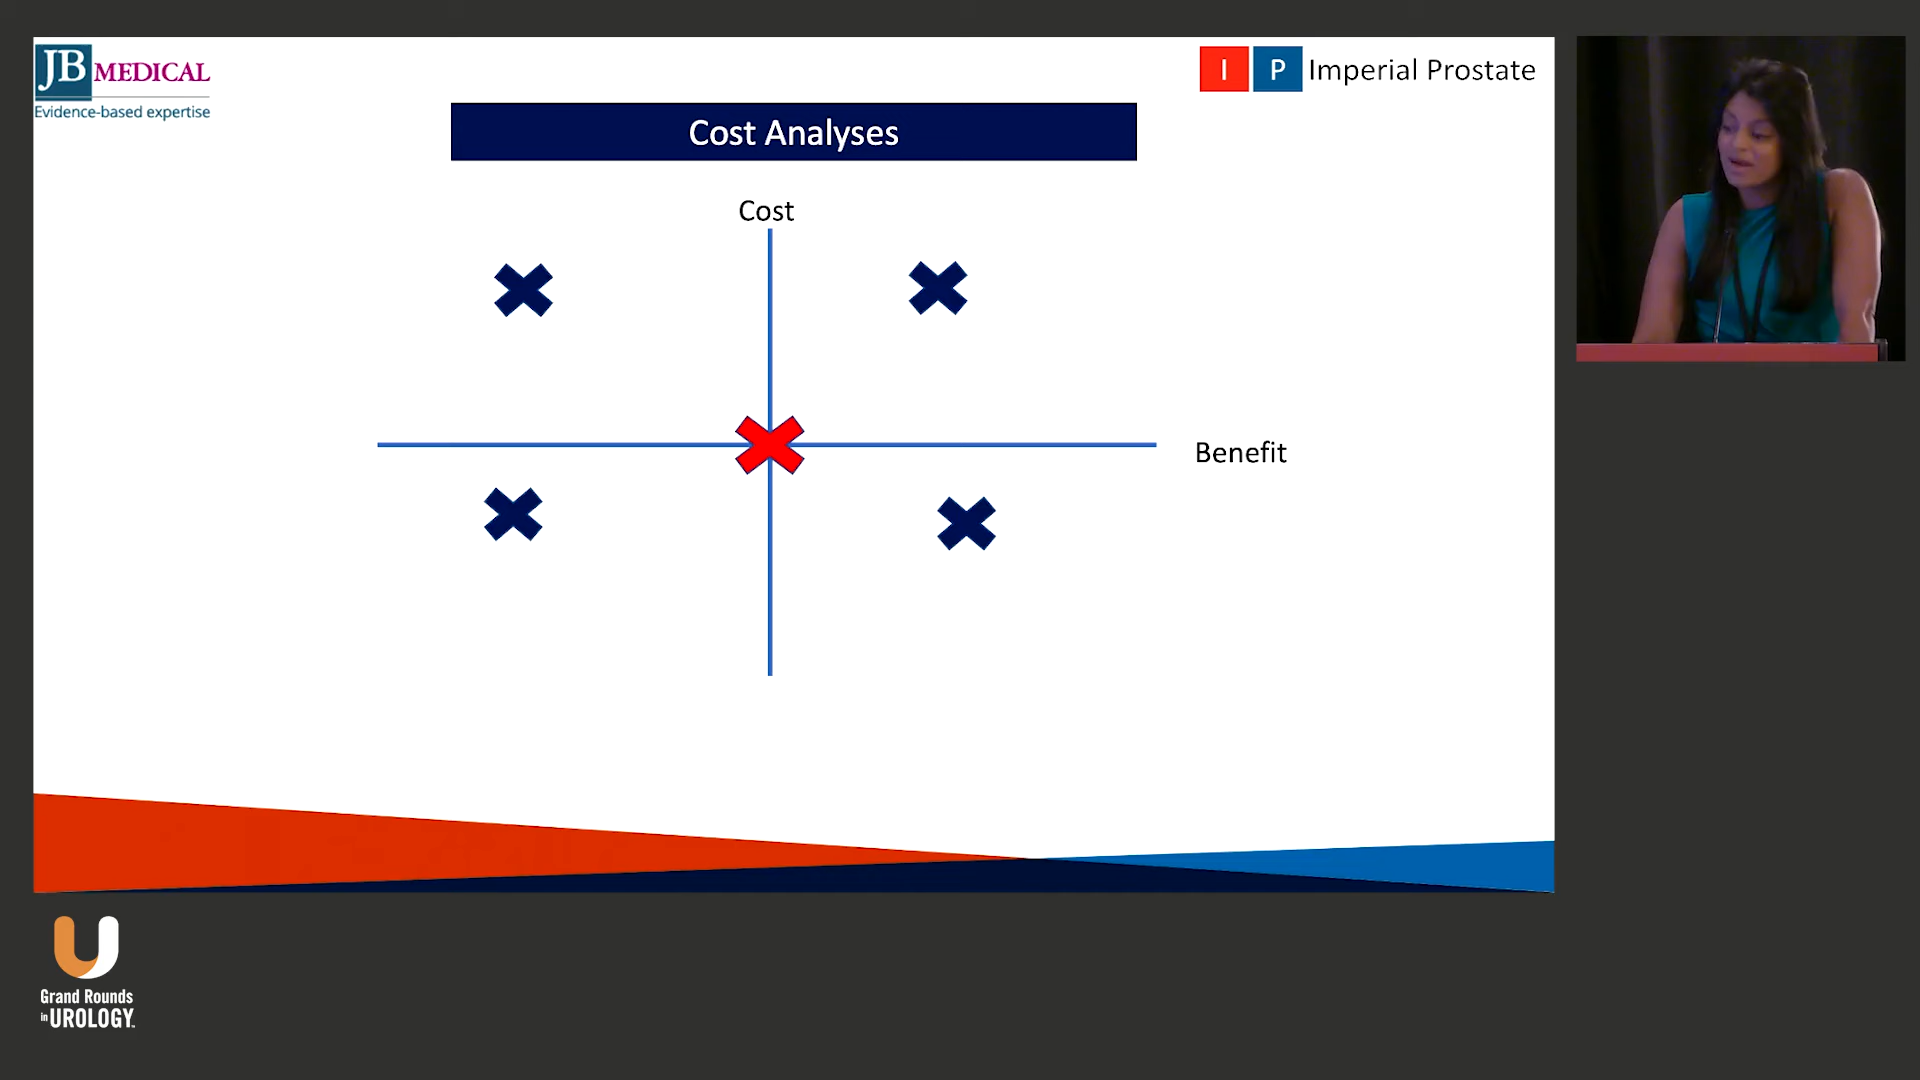 JB MEDICAL
Evidence-based expertise
I P Imperial Prostate
Cost Analyses
Cost
Benefit
Grand Rounds
in UROLOGY